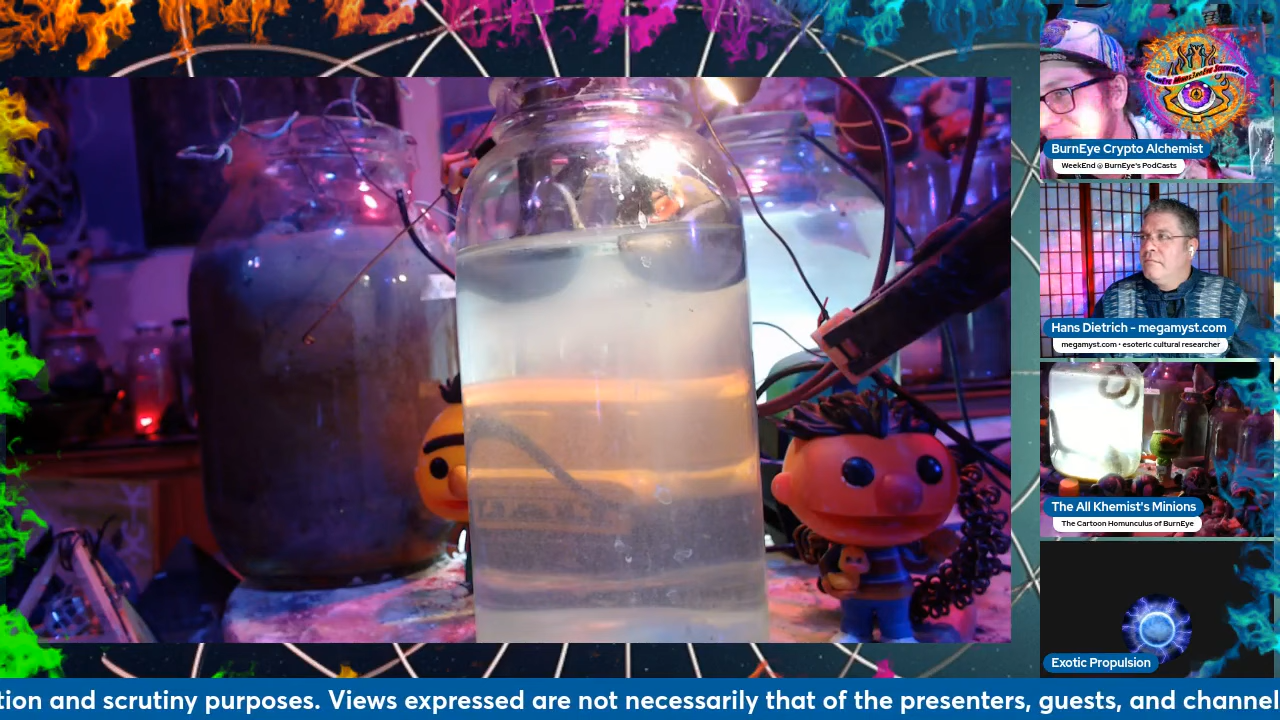 BurnEye Crypto Alchemist
WeekEnd @ BurnEye's PodCasts
Hans Dietrich - megamyst.com
megamyst.com • esoteric cultural researcher
The All Khemist's Minions
The Cartoon Homunculus of BurnEye
Exotic Propulsion
tion and scrutiny purposes. Views expressed are not necessarily that of the presenters, guests, and channel